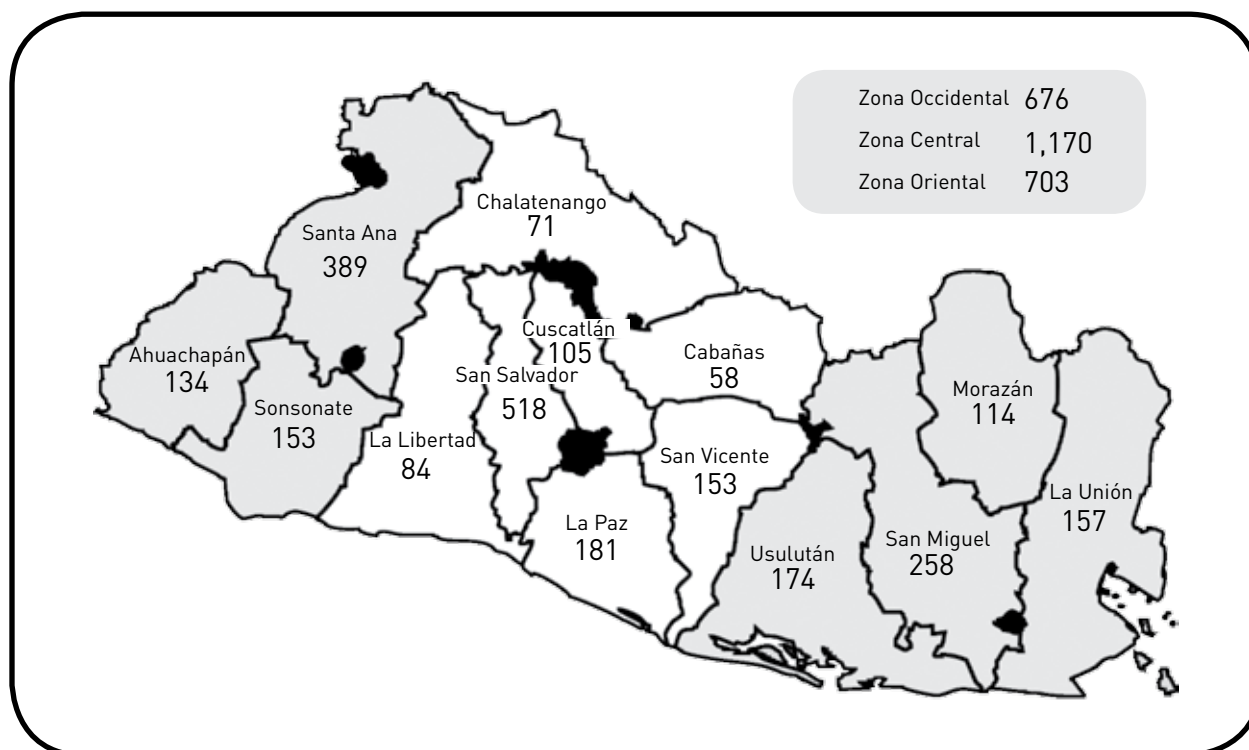 Zona Occidental 676
Zona Central 1,170
Zona Oriental 703
Chalatenango
71
Santa Ana
389
Cuscatlán
105
Ahuachapán
134
Cabañas
58
San Salvador
518
Morazán
114
Sonsonate
153
La Libertad
84
San Vicente
153
La Unión
157
La Paz
181
Usulután
174
San Miguel
258